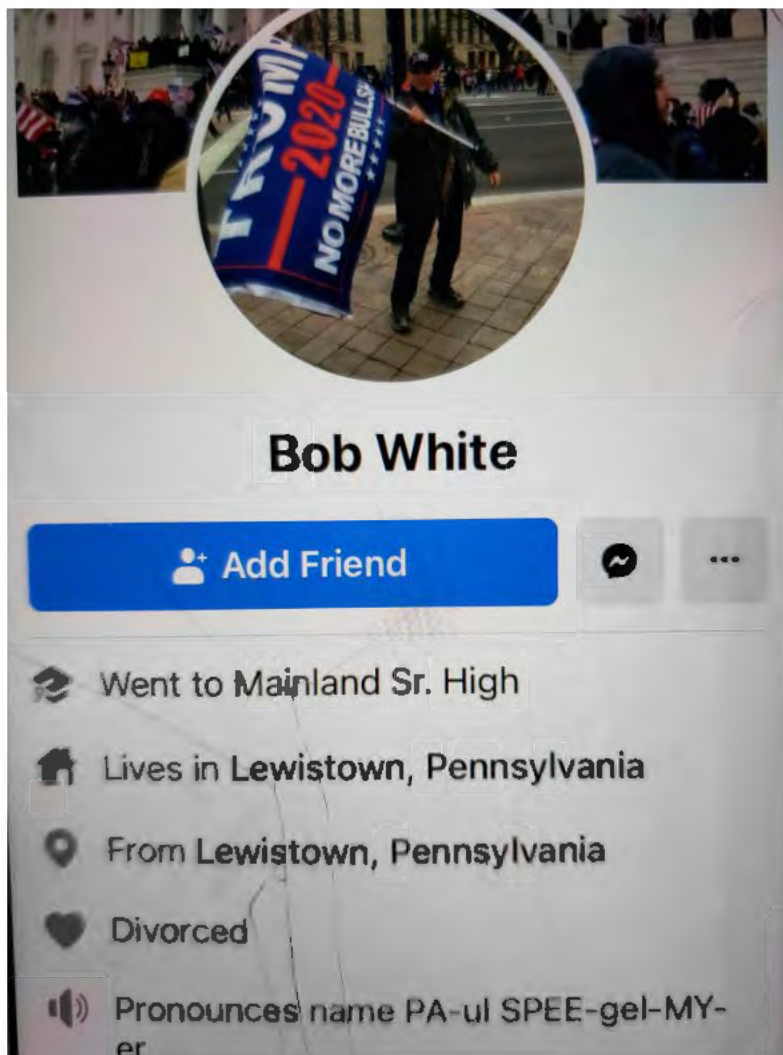 TRUMP
2020
NO MORE BULLSH
Bob White
Add Friend
Went to Mainland Sr. High
Lives in Lewistown, Pennsylvania
From Lewistown, Pennsylvania
Divorced
Pronounces name PA-ul SPEE-gel-MY-
er